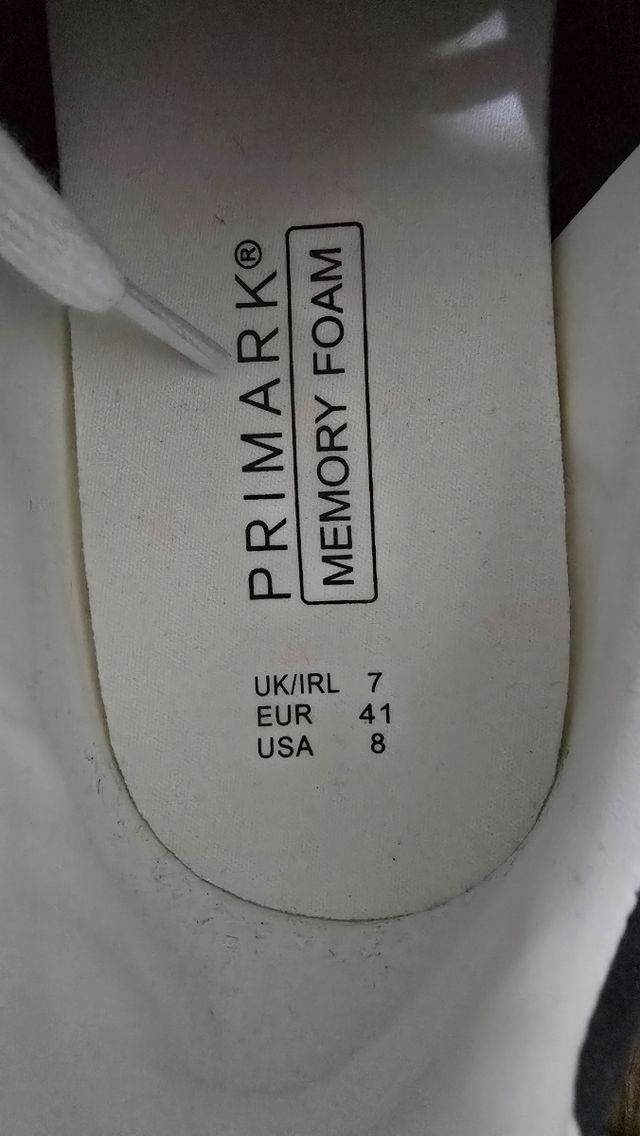 PRIMARK®
MEMORY FOAM
UK/IRL 7
EUR 41
USA 8